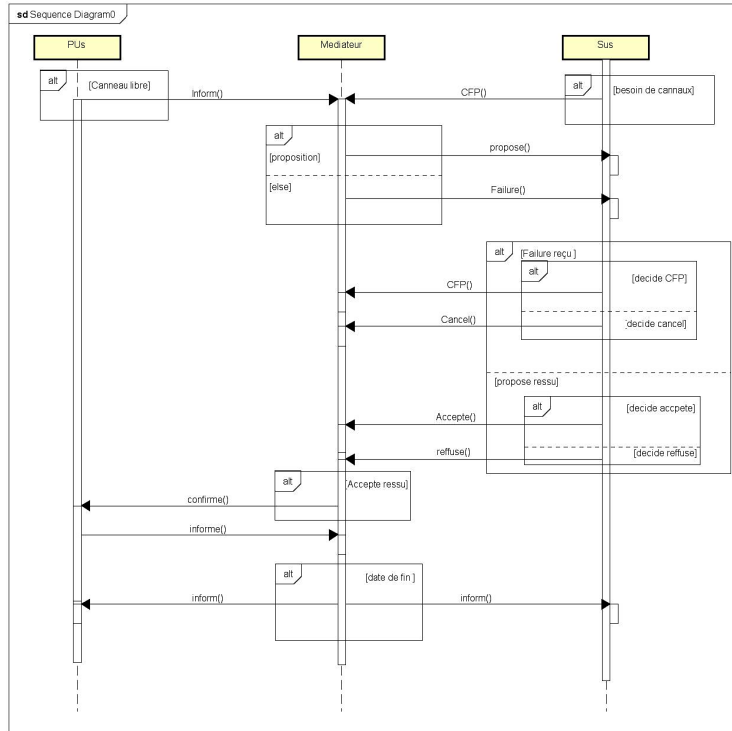 sd Sequence Diagram0
PUs
Mediateur
Sus
alt [Canneau libre]
Inform()
CFP()
alt [besoin de cannaux]
alt
[proposition]
propose()
[else]
Failure()
alt [Failure reçu ]
alt [decide CFP]
CFP()
Cancel()
[decide cancel]
[propose ressu]
alt [decide accpete]
Accepte()
reffuse()
[decide reffuse]
alt [Accepte ressu]
confirme()
informe()
alt [date de fin ]
inform()
inform()